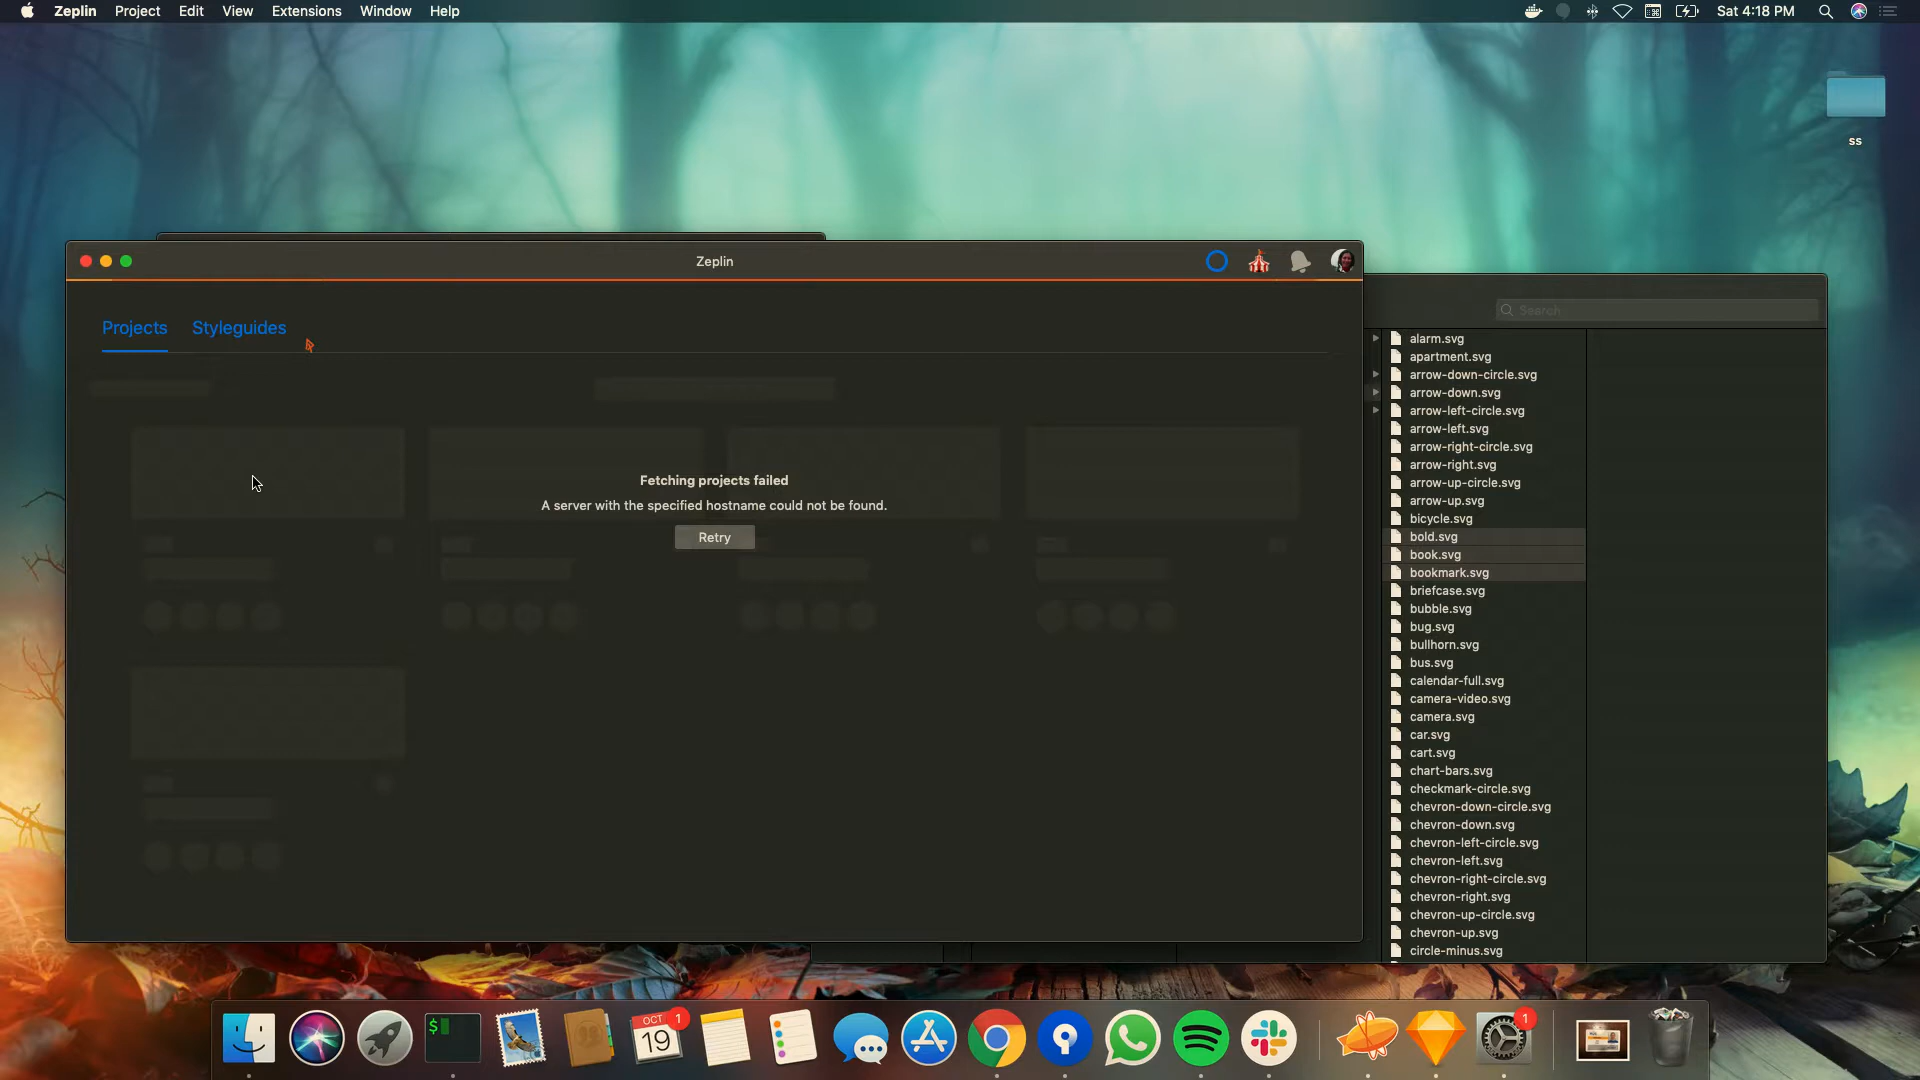 Zeplin Project Edit View Extensions Window Help Sat 4:18 PM
ss
Zeplin
Projects Styleguides
Fetching projects failed
A server with the specified hostname could not be found.
Retry
Search
alarm.svg
apartment.svg
arrow-down-circle.svg
arrow-down.svg
arrow-left-circle.svg
arrow-left.svg
arrow-right-circle.svg
arrow-right.svg
arrow-up-circle.svg
arrow-up.svg
bicycle.svg
bold.svg
book.svg
bookmark.svg
briefcase.svg
bubble.svg
bug.svg
bullhorn.svg
bus.svg
calendar-full.svg
camera-video.svg
camera.svg
car.svg
cart.svg
chart-bars.svg
checkmark-circle.svg
chevron-down-circle.svg
chevron-down.svg
chevron-left-circle.svg
chevron-left.svg
chevron-right-circle.svg
chevron-right.svg
chevron-up-circle.svg
chevron-up.svg
circle-minus.svg
$
OCT
19
1
1